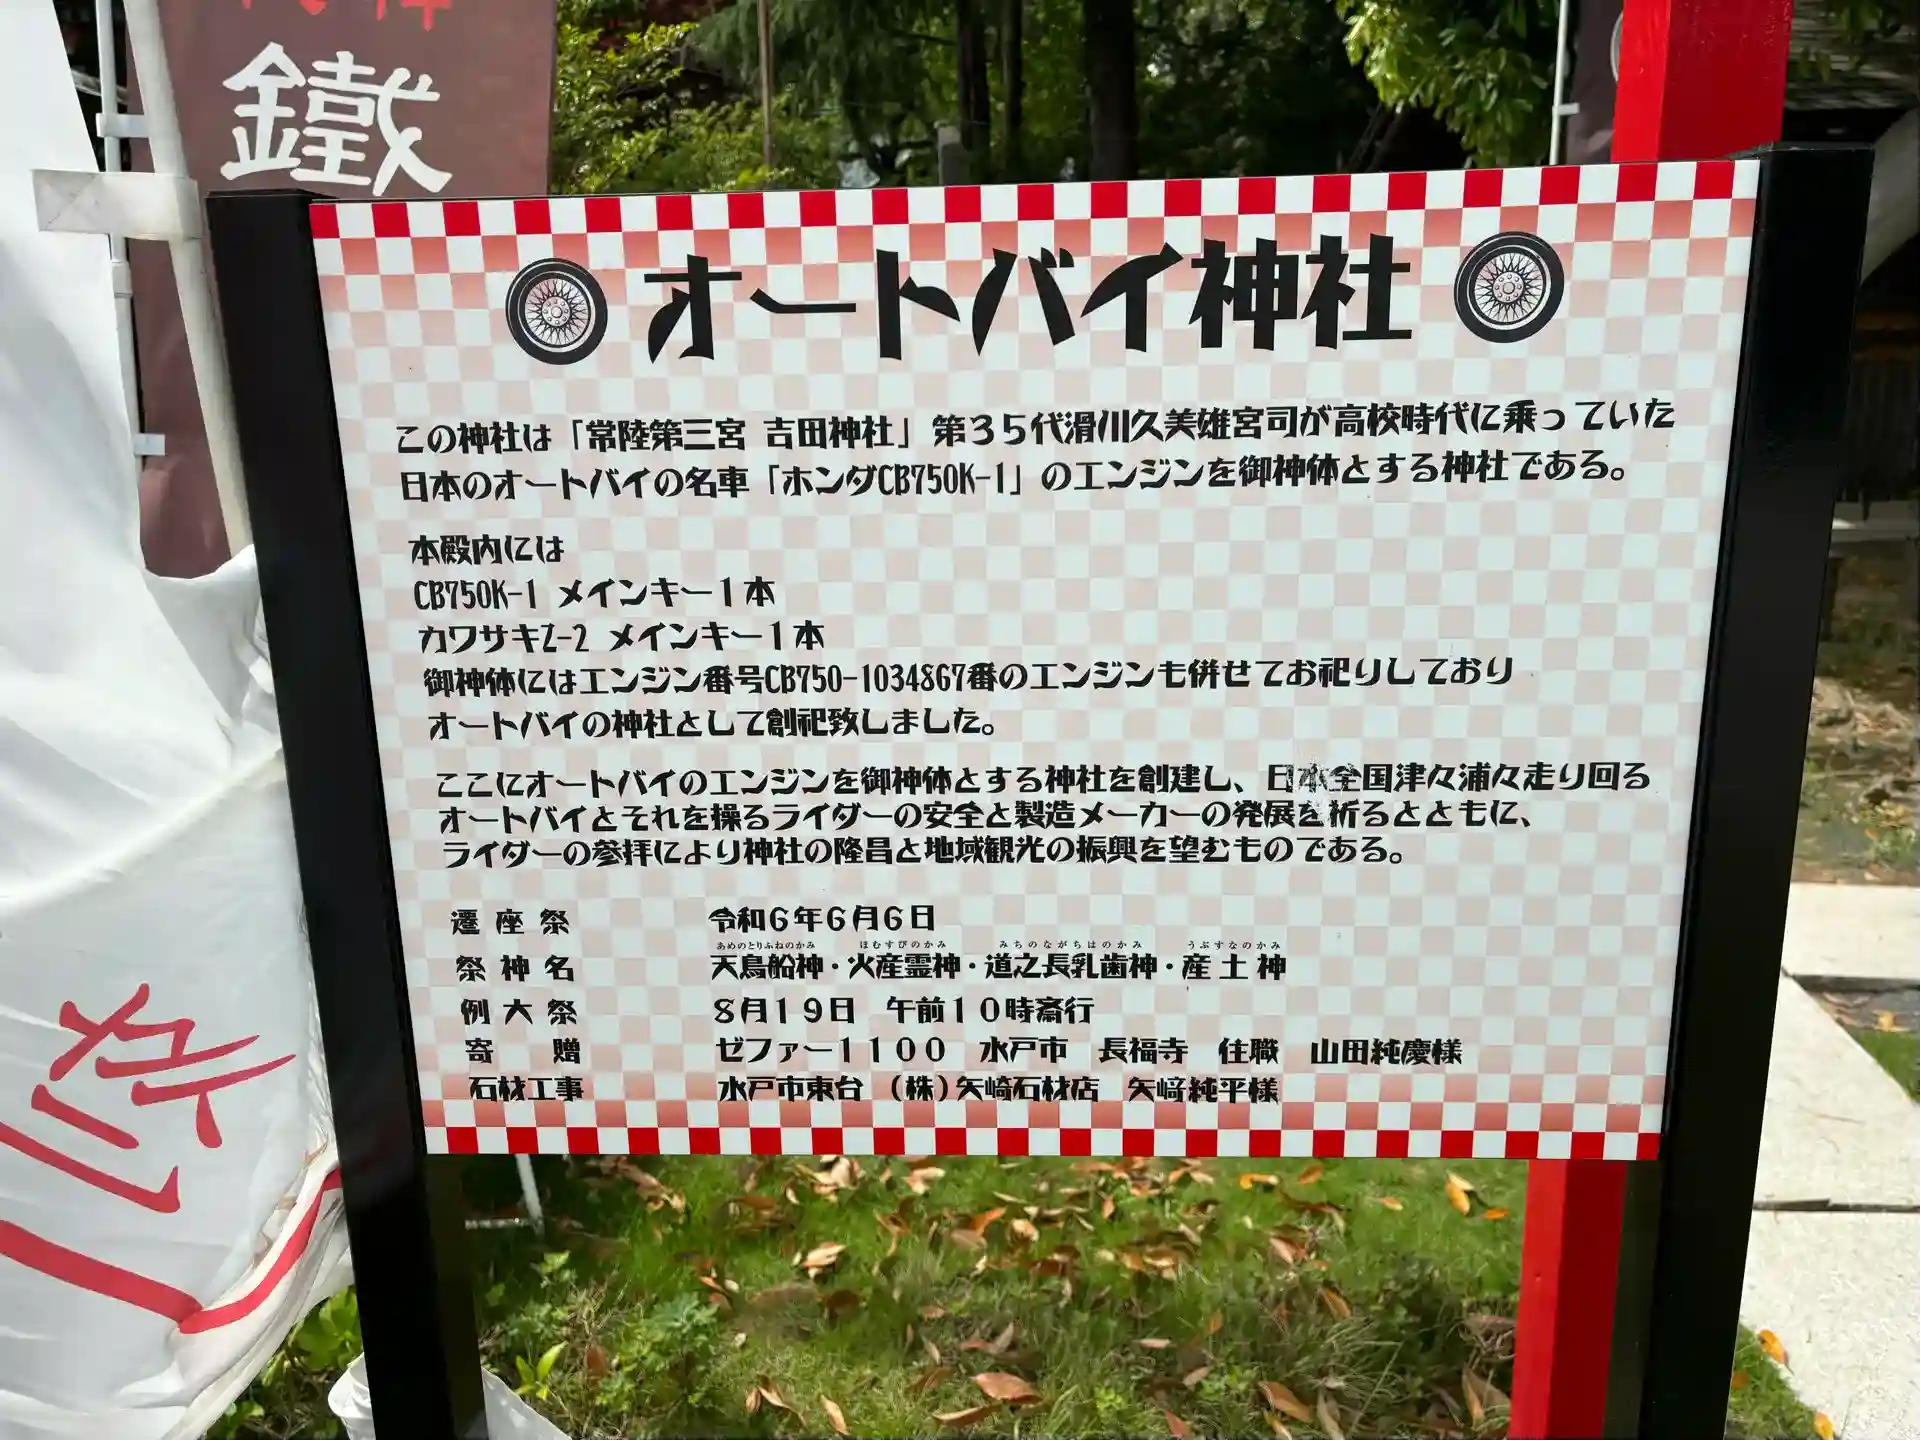 鐵
オートバイ神社
この神社は「常陸第三宮 吉田神社」第35代滑川久美雄宮司が高校時代に乗っていた
日本のオートバイの名車「ホンダCB750K-1」のエンジンを御神体とする神社である。
本殿内には
CB750K-1 メインキー1本
カワサキZ-2 メインキー1本
御神体にはエンジン番号CB750-1034867番のエンジンも併せてお祀りしており
オートバイの神社として創祀致しました。
ここにオートバイのエンジンを御神体とする神社を創建し、日本全国津々浦々走り回る
オートバイとそれを操るライダーの安全と製造メーカーの発展を祈るとともに、
ライダーの参拝により神社の隆昌と地域観光の振興を望むものである。
遷座祭 令和6年6月6日
あめのとりふねのかみ ほむすびのかみ みちのながちはのかみ うぶすなのかみ
祭神名 天鳥船神・火産霊神・道之長乳歯神・産土神
例大祭 8月19日 午前10時斎行
寄贈 ゼファー1100 水戸市 長福寺 住職 山田純慶様
石材工事 水戸市東台 (株)矢崎石材店 矢﨑純平様